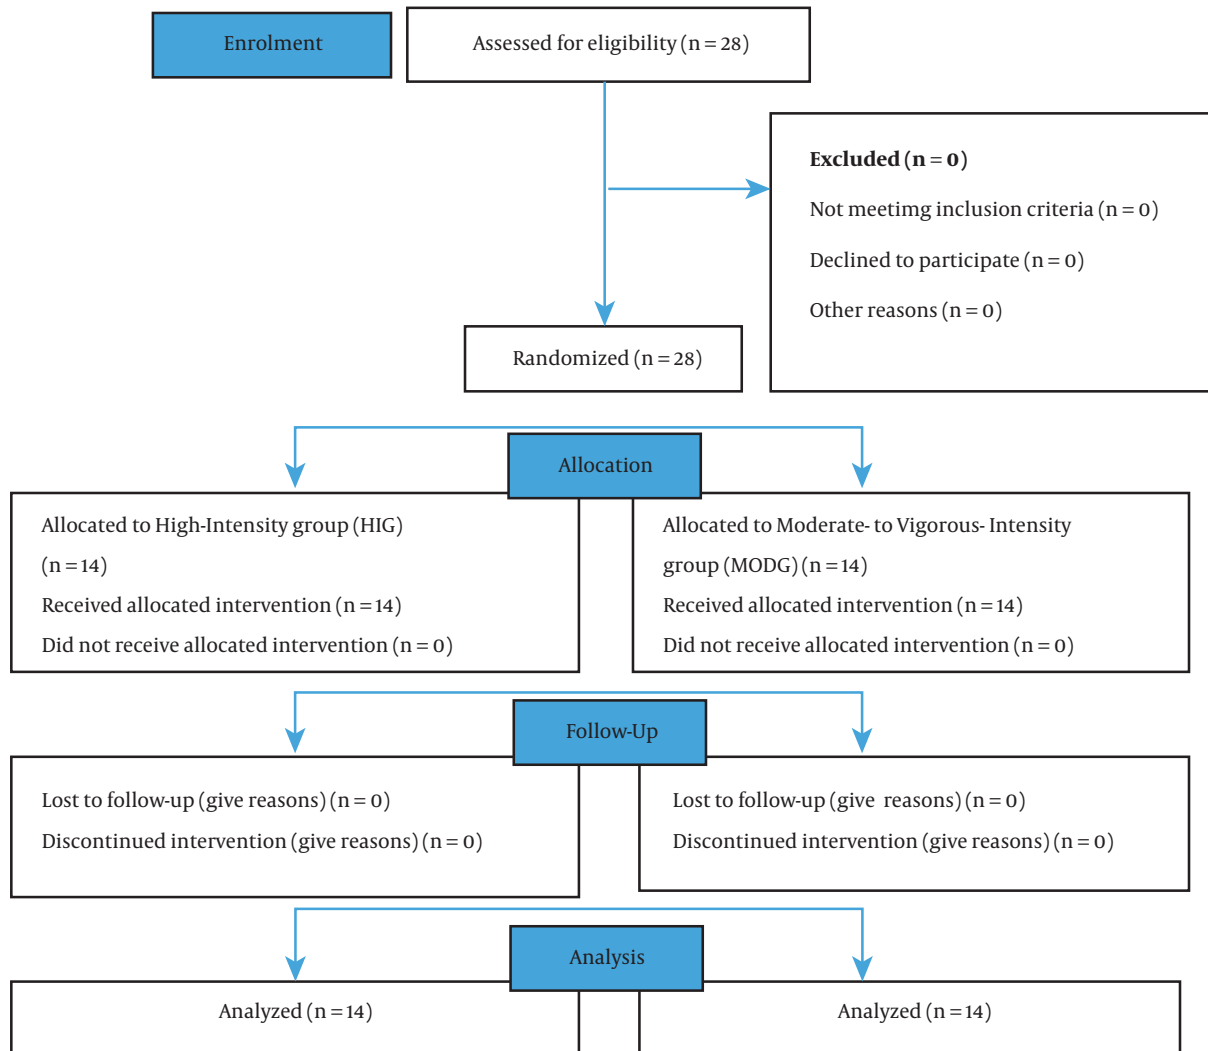 Enrolment
Assessed for eligibility (n = 28)
Excluded (n = 0)
Not meetimg inclusion criteria (n = 0)
Declined to participate (n = 0)
Other reasons (n = 0)
Randomized (n = 28)
Allocation
Allocated to High-Intensity group (HIG)
(n = 14)
Received allocated intervention (n = 14)
Did not receive allocated intervention (n = 0)
Allocated to Moderate- to Vigorous- Intensity
group (MODG) (n = 14)
Received allocated intervention (n = 14)
Did not receive allocated intervention (n = 0)
Follow-Up
Lost to follow-up (give reasons) (n = 0)
Discontinued intervention (give reasons) (n = 0)
Lost to follow-up (give reasons) (n = 0)
Discontinued intervention (give reasons) (n = 0)
Analysis
Analyzed (n = 14)
Analyzed (n = 14)